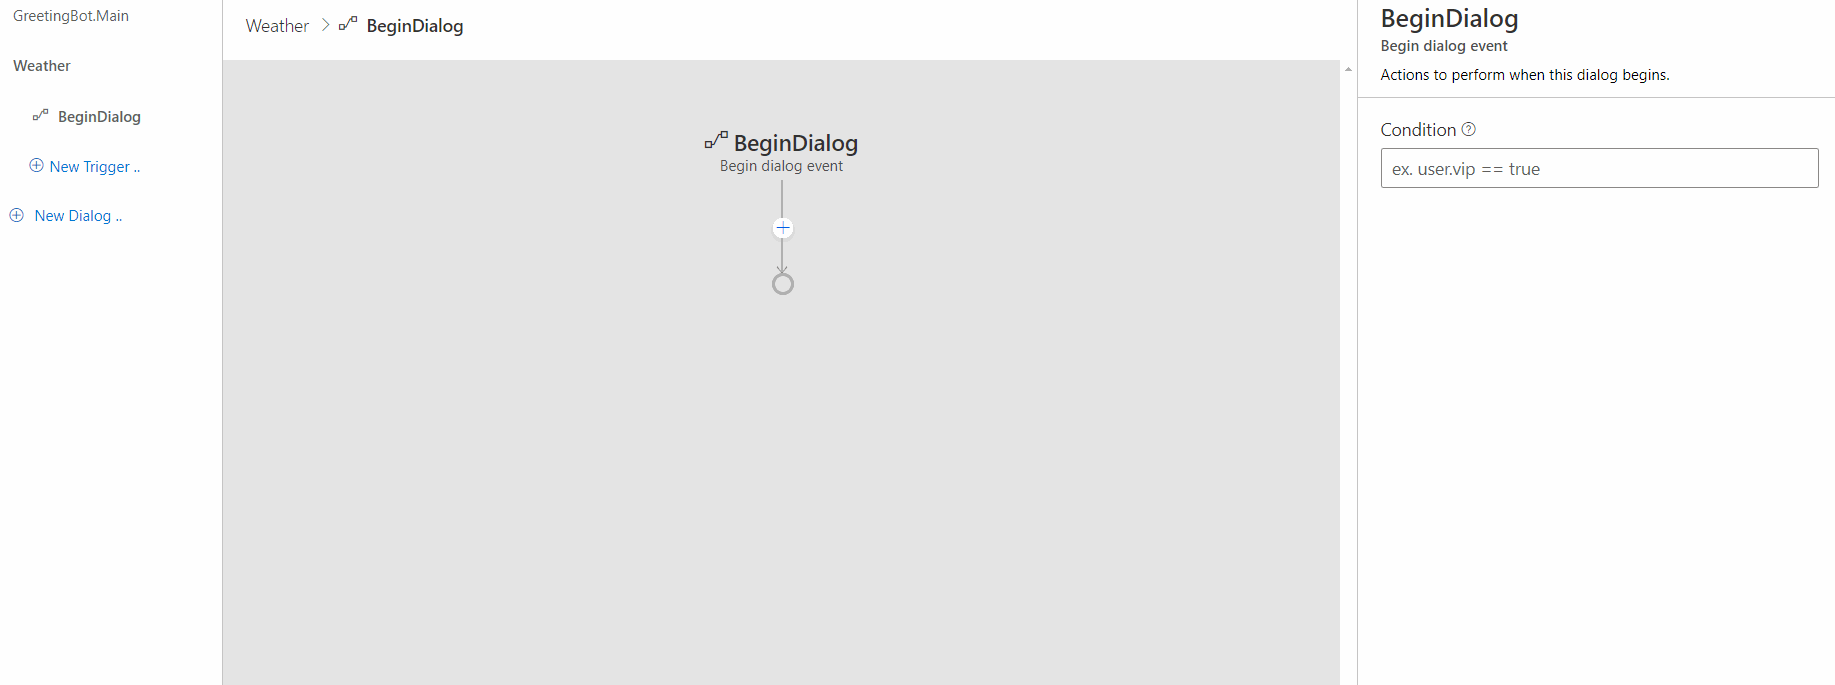 GreetingBot.Main
Weather
BeginDialog
New Trigger ..
New Dialog ..
Weather > BeginDialog
BeginDialog
Begin dialog event
BeginDialog
Begin dialog event
Actions to perform when this dialog begins.
Condition
ex. user.vip == true